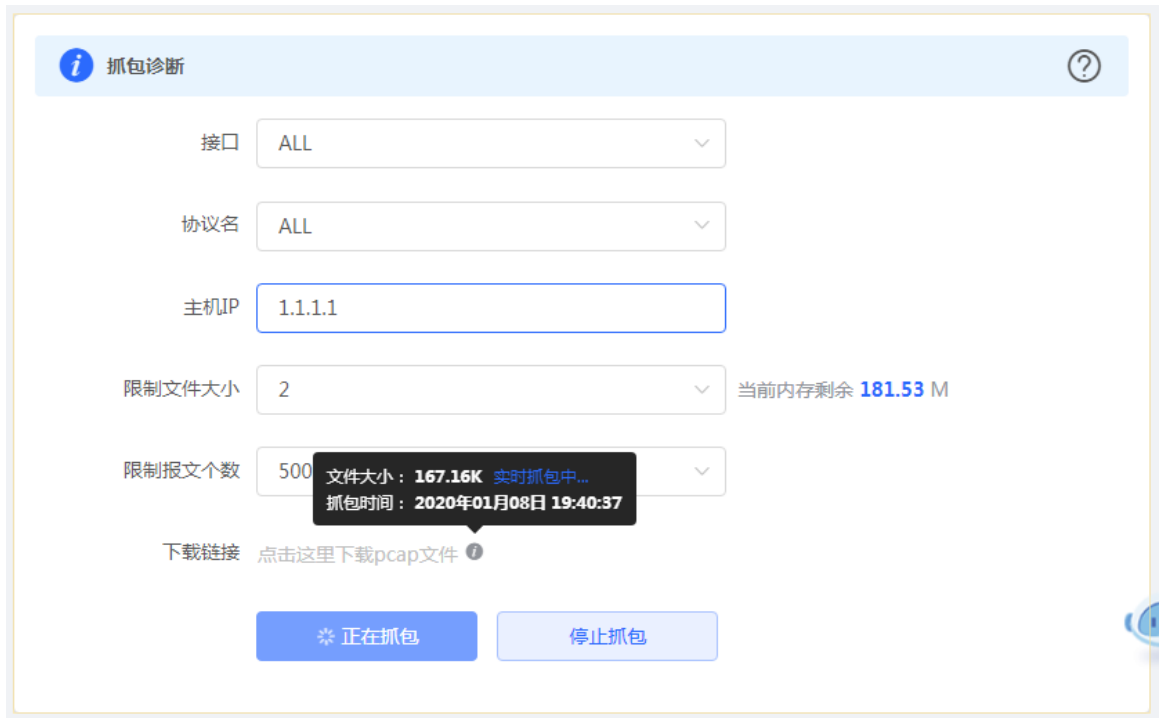 抓包诊断
接口 ALL
协议名 ALL
主机IP 1.1.1.1
限制文件大小 2 当前内存剩余 181.53 M
限制报文个数 500
文件大小： 167.16K 实时抓包中...
抓包时间： 2020年01月08日 19:40:37
下载链接 点击这里下载pcap文件
正在抓包 停止抓包